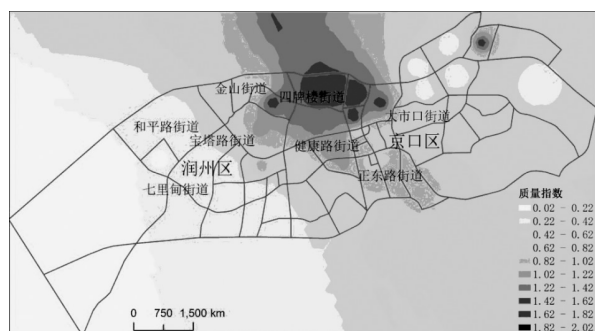 金山街道
四牌楼街道
大市口街道
和平路街道
宝塔路街道
健康路街道
京口区
润州区
正东路街道
七里甸街道
质量指数
0.02 - 0.22
0.22 - 0.42
0.42 - 0.62
0.62 - 0.82
0.82 - 1.02
1.02 - 1.22
1.22 - 1.42
1.42 - 1.62
1.62 - 1.82
1.82 - 2.02
0 750 1,500 km